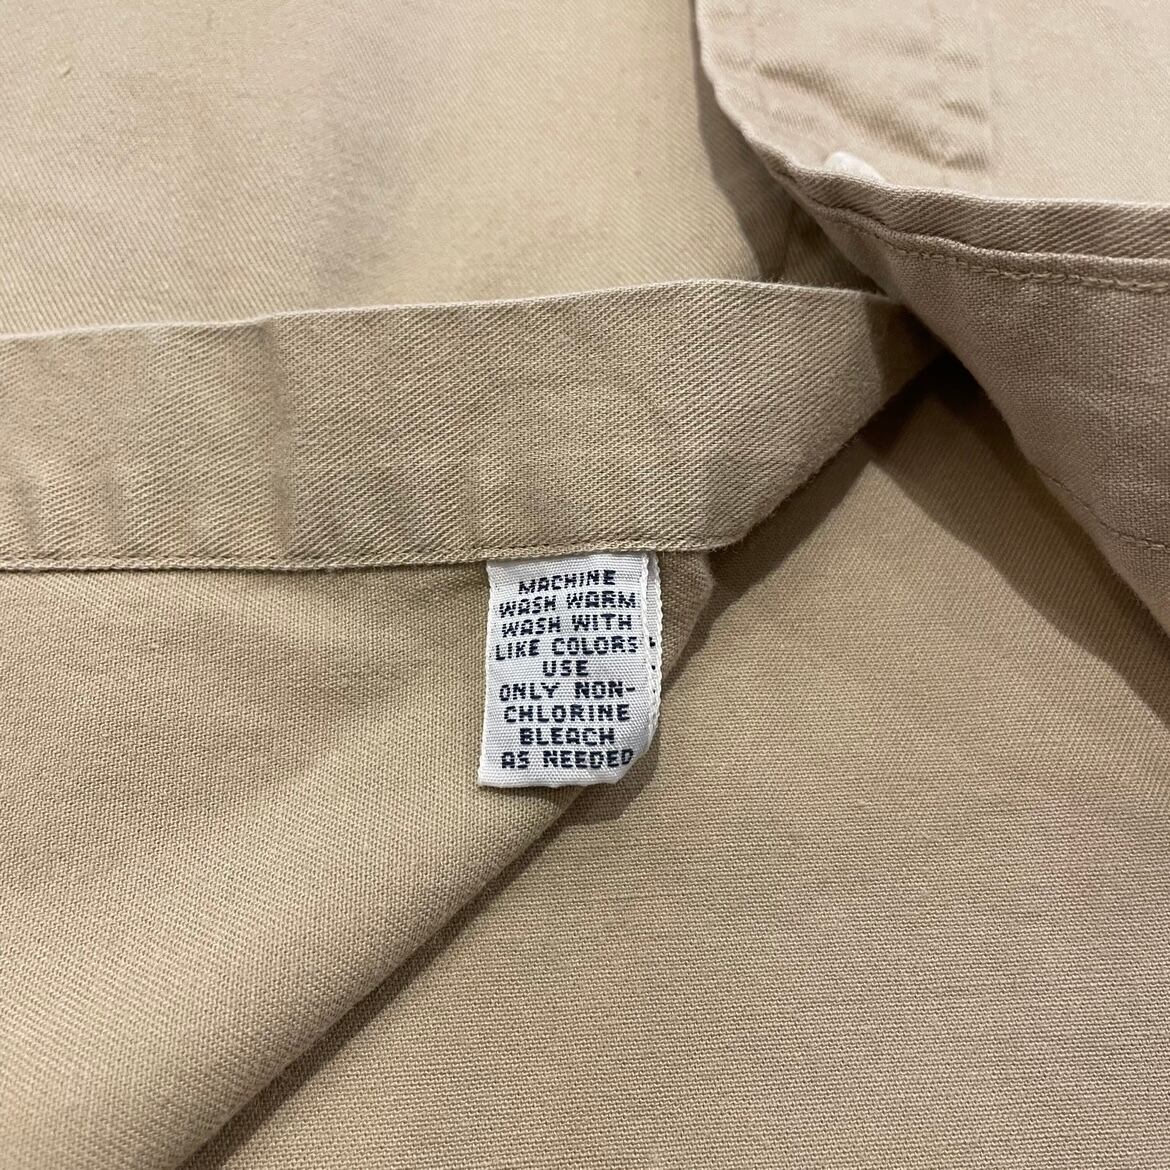 MACHINE
WASH WARM
WASH WITH
LIKE COLORS
USE
ONLY NON-
CHLORINE
BLEACH
AS NEEDED